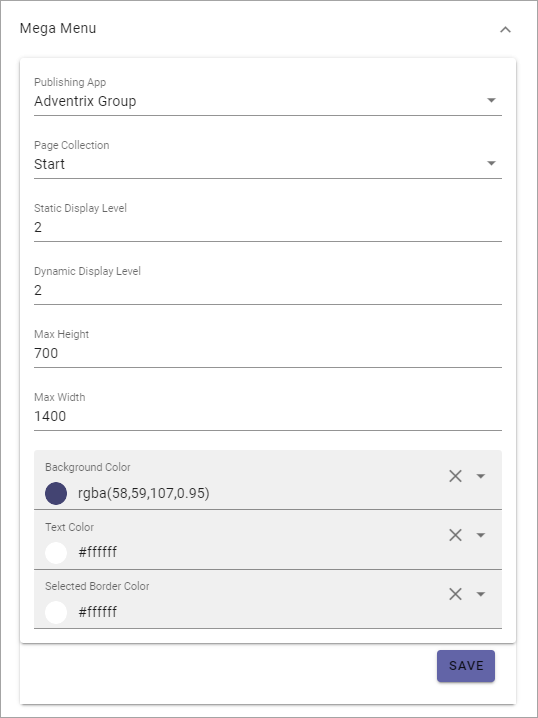 Mega Menu
Publishing App
Adventrix Group
Page Collection
Start
Static Display Level
2
Dynamic Display Level
2
Max Height
700
Max Width
1400
Background Color
rgba(58,59,107,0.95)
Text Color
#ffffff
Selected Border Color
#ffffff
SAVE